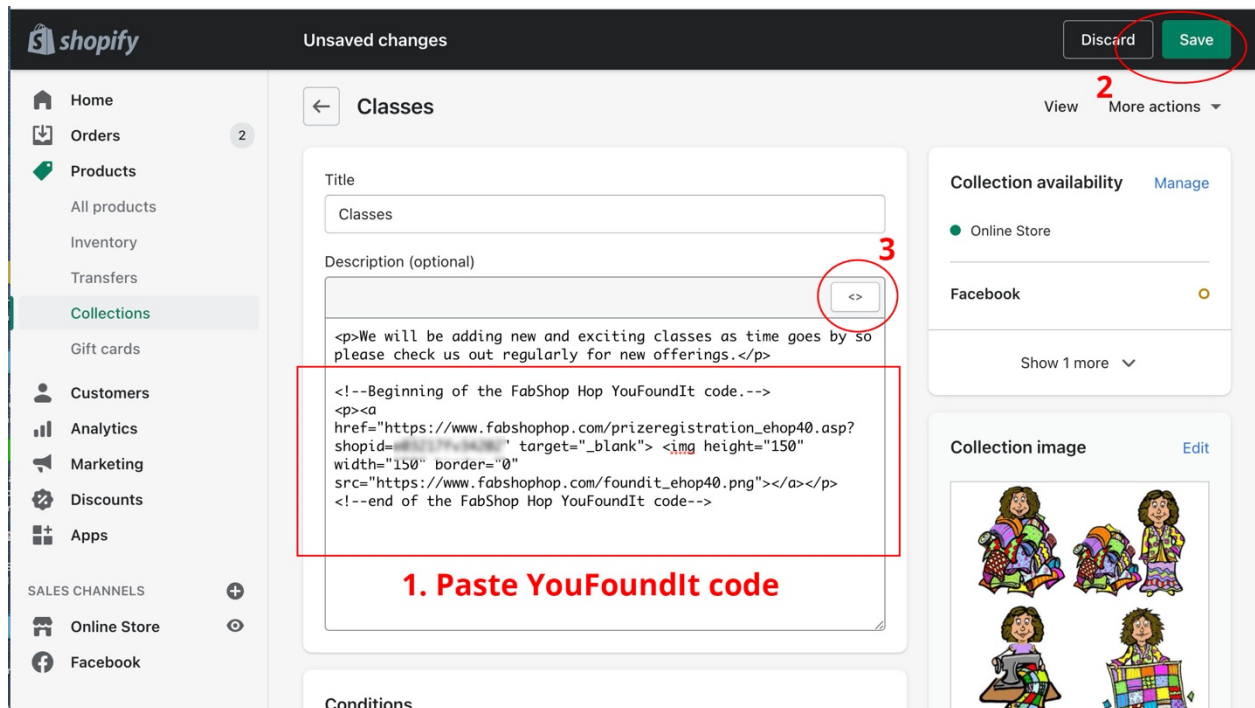 shopify
Unsaved changes
Discard
Save
2
Home
Orders
2
Products
All products
Inventory
Transfers
Collections
Gift cards
Customers
Analytics
Marketing
Discounts
Apps
SALES CHANNELS
Online Store
Facebook
Classes
View
More actions
Title
Classes
Description (optional)
3
<>
<p>We will be adding new and exciting classes as time goes by so
please check us out regularly for new offerings.</p>
<!--Beginning of the FabShop Hop YouFoundIt code.-->
<p><a
href="https://www.fabshophop.com/prizeregistration_ehop40.asp?
shopid= " target="_blank"> <img height="150"
width="150" border="0"
src="https://www.fabshophop.com/foundit_ehop40.png"></a></p>
<!--end of the FabShop Hop YouFoundIt code-->
1. Paste YouFoundIt code
Conditions
Collection availability
Manage
Online Store
Facebook
Show 1 more
Collection image
Edit